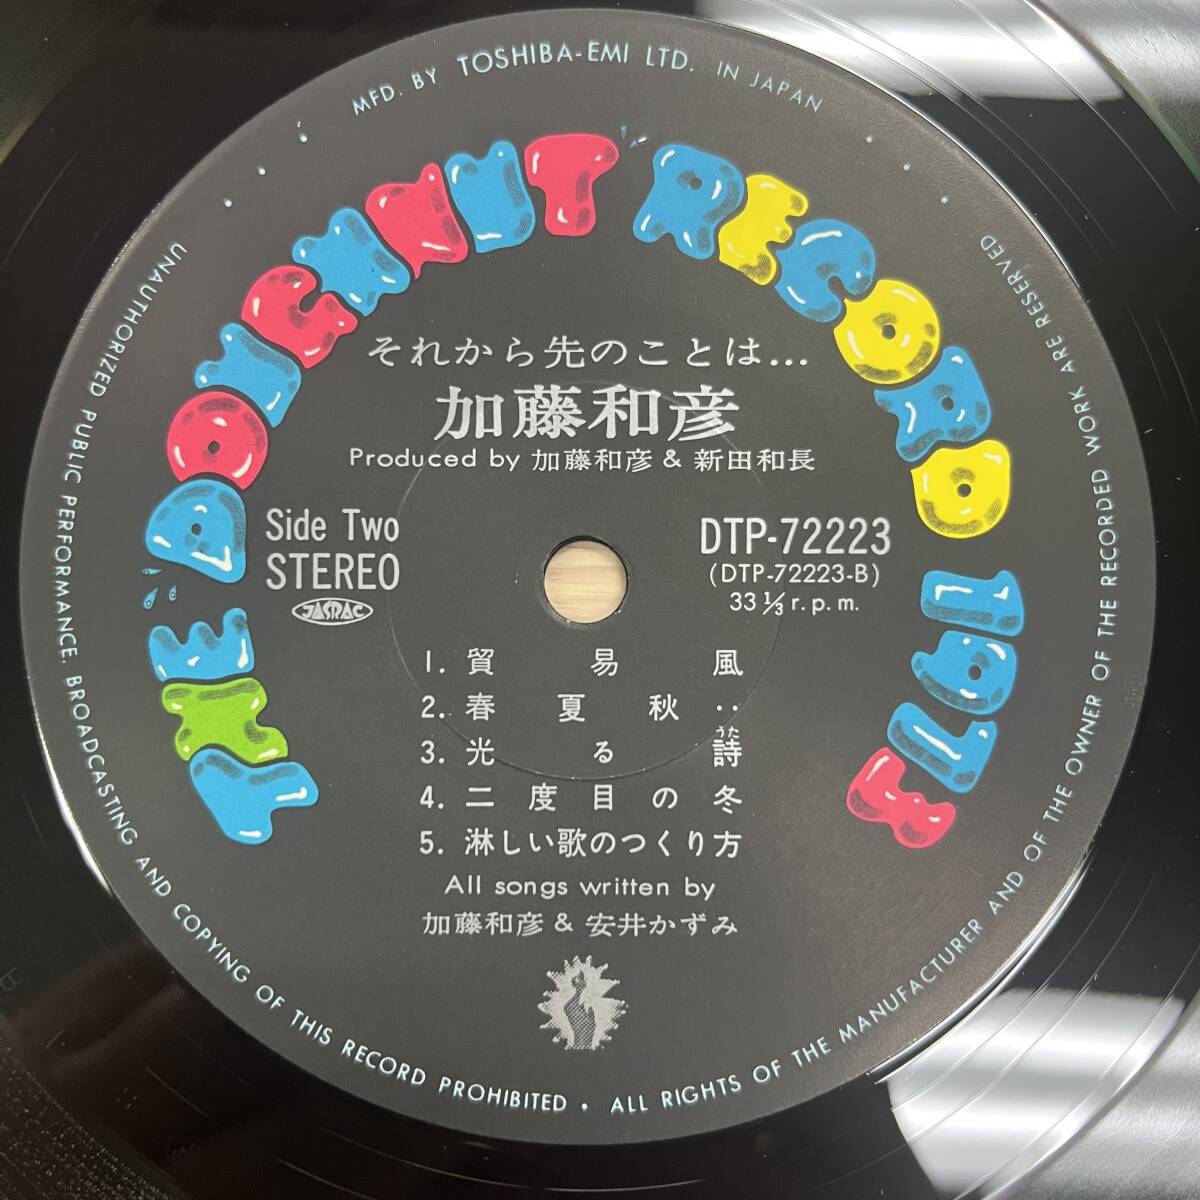 MFD. BY TOSHIBA-EMI LTD. IN JAPAN
THE DOUGHNUT RECORD
それから先のことは…
加藤和彦
Produced by 加藤和彦 & 新田和長
Side Two
STEREO
JASRAC
DTP-72223
(DTP-72223-B)
33 1/3 r.p.m.
1. 貿易風
2. 春夏秋‥
3. 光る詩
うた
4. 二度目の冬
5. 淋しい歌のつくり方
All songs written by
加藤和彦 & 安井かずみ
UNAUTHORIZED PUBLIC PERFORMANCE, BROADCASTING AND COPYING OF THIS RECORD PROHIBITED • ALL RIGHTS OF THE MANUFACTURER AND OF THE OWNER OF THE RECORDED WORK ARE RESERVED